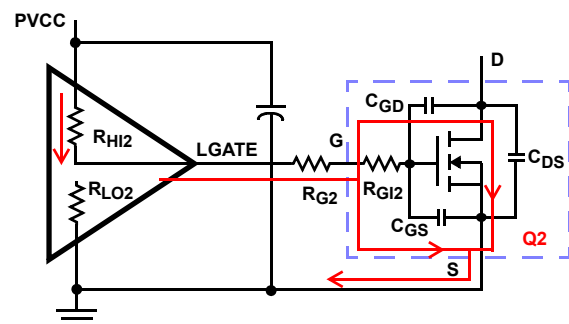 PVCC
D
CGD
RHI2
LGATE
G
CDS
RLO2
RG2
RGI2
CGS
Q2
S